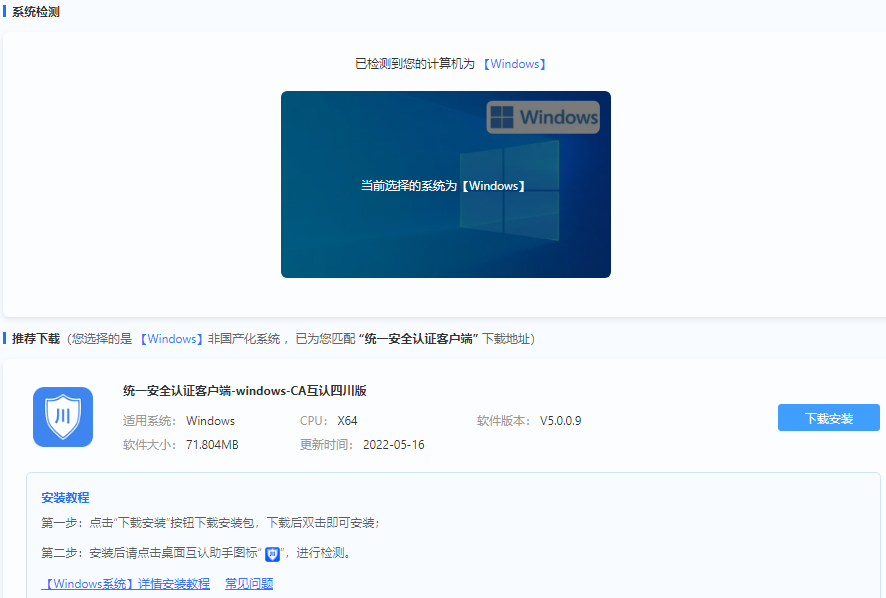 系统检测
已检测到您的计算机为 【Windows】
Windows
当前选择的系统为【Windows】
推荐下载（您选择的是 【Windows】非国产化系统 ，已为您匹配 “统一安全认证客户端” 下载地址）
统一安全认证客户端-windows-CA互认四川版
适用系统： Windows CPU： X64 软件版本： V5.0.0.9
下载安装
软件大小： 71.804MB 更新时间： 2022-05-16
安装教程
第一步：点击“下载安装”按钮下载安装包，下载后双击即可安装；
第二步：安装后请点击桌面互认助手图标“ ”，进行检测。
【Windows系统】详情安装教程 常见问题